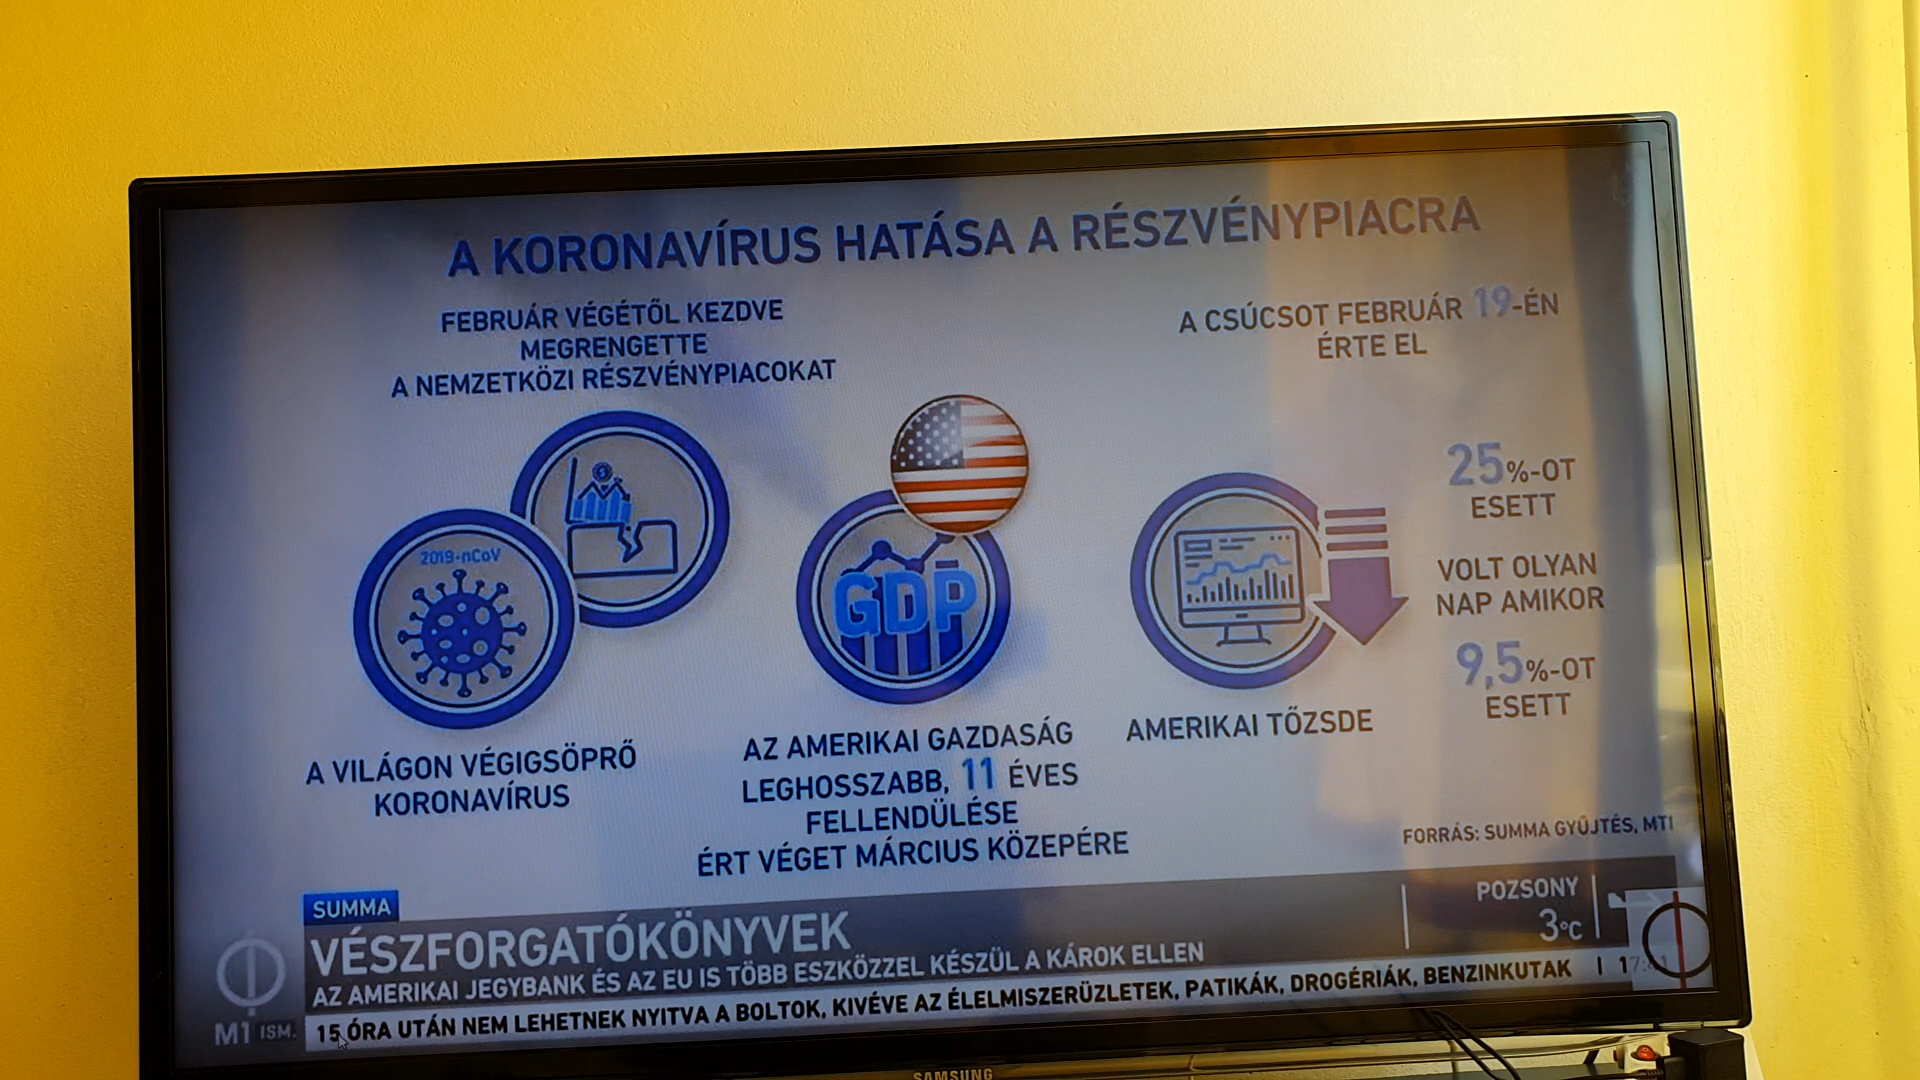 A KORONAVÍRUS HATÁSA A RÉSZVÉNYPIACRA
FEBRUÁR VÉGÉTŐL KEZDVE
MEGRENGETTE
A NEMZETKÖZI RÉSZVÉNYPIACOKAT
2019-nCoV
A VILÁGON VÉGIGSÖPRŐ
KORONAVÍRUS
GDP
AZ AMERIKAI GAZDASÁG
LEGHOSSZABB, 11 ÉVES
FELLENDÜLÉSE
ÉRT VÉGET MÁRCIUS KÖZEPÉRE
A CSÚCSOT FEBRUÁR 19-ÉN
ÉRTE EL
AMERIKAI TŐZSDE
25%-OT
ESETT
VOLT OLYAN
NAP AMIKOR
9,5%-OT
ESETT
FORRÁS: SUMMA GYŰJTÉS, MTI
SUMMA
VÉSZFORGATÓKÖNYVEK
AZ AMERIKAI JEGYBANK ÉS AZ EU IS TÖBB ESZKÖZZEL KÉSZÜL A KÁROK ELLEN
POZSONY
3°C
M1 ISM.
15 ÓRA UTÁN NEM LEHETNEK NYITVA A BOLTOK, KIVÉVE AZ ÉLELMISZERÜZLETEK, PATIKÁK, DROGÉRIÁK, BENZINKUTAK
SAMSUNG